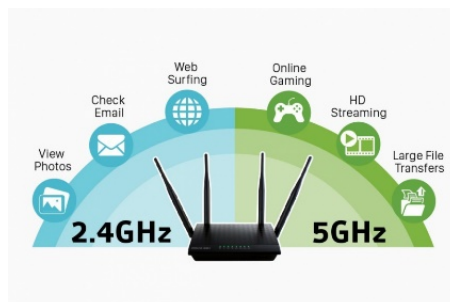 Web
Surfing
Online
Gaming
Check
Email
HD
Streaming
View
Photos
Large File
Transfers
2.4GHz
5GHz